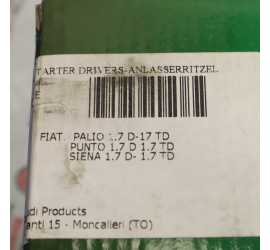 TARTER DRIVERS-ANLASSERRITZEL
E
FIAT. PALIO 1.7 D-17 TD
PUNTO 1.7 D 1.7 TD
SIENA 1.7 D- 1.7 TD
di Products
anti 15 - Moncalieri (TO)